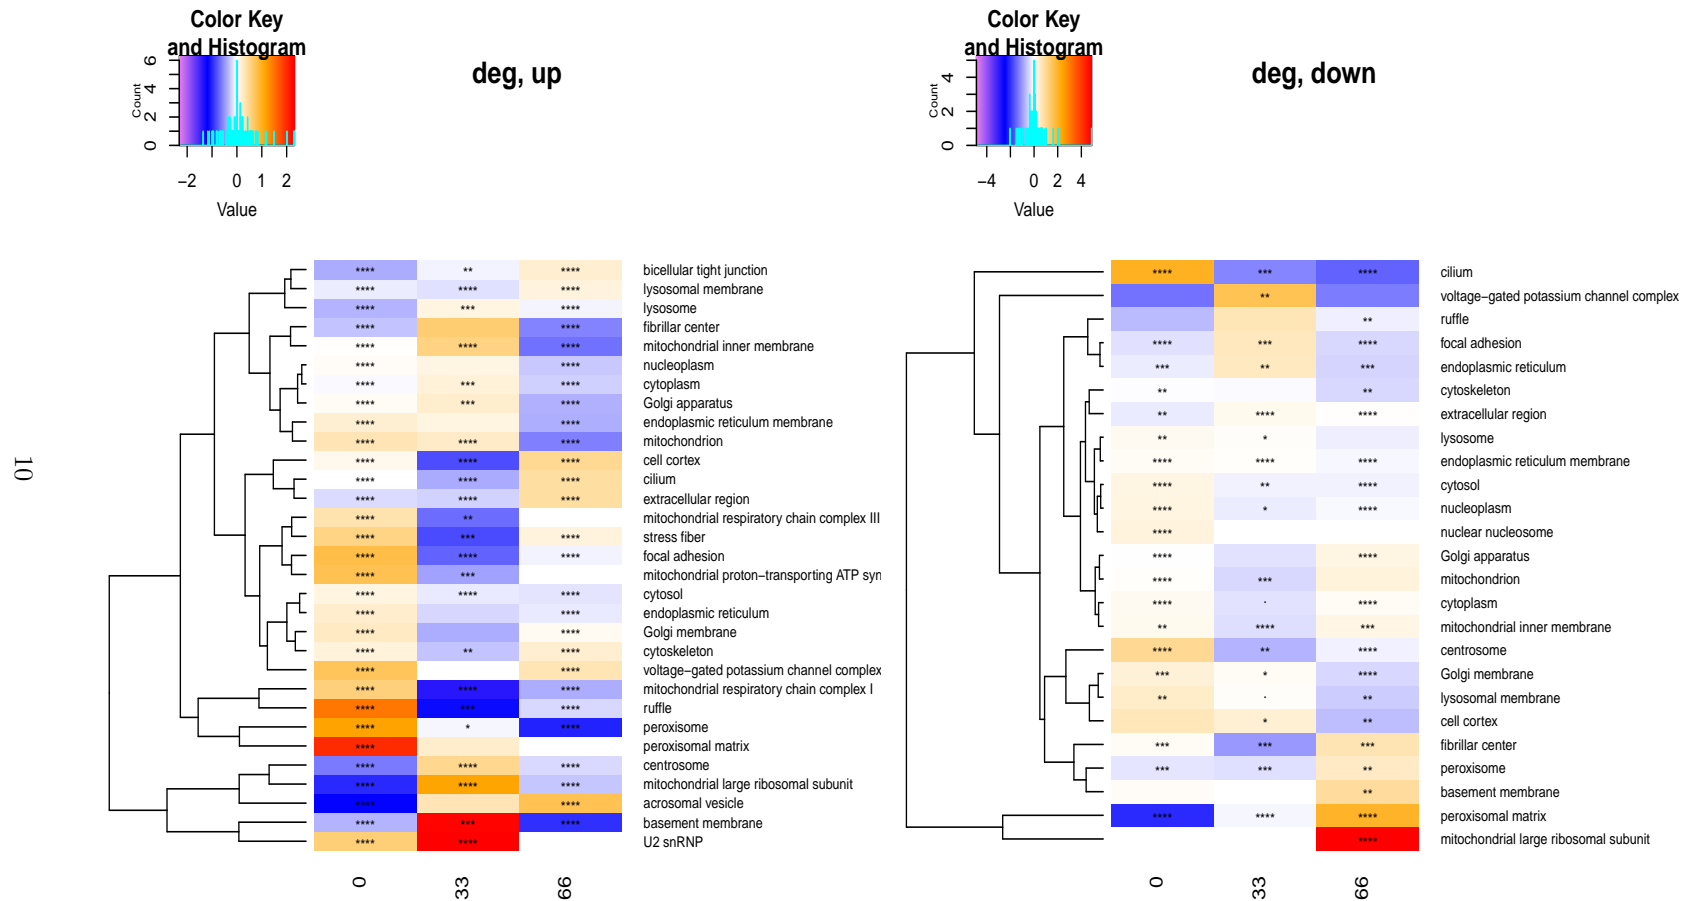 Color Key
and Histogram
deg, up
Count
0 2 4 6
−2 0 1 2
Value
**** ** **** bicellular tight junction
**** **** **** lysosomal membrane
**** *** **** lysosome
**** **** fibrillar center
**** **** **** mitochondrial inner membrane
**** **** nucleoplasm
**** *** **** cytoplasm
**** *** **** Golgi apparatus
**** **** endoplasmic reticulum membrane
**** **** **** mitochondrion
**** **** **** cell cortex
**** **** **** cilium
**** **** **** extracellular region
**** ** mitochondrial respiratory chain complex III
**** *** **** stress fiber
**** **** **** focal adhesion
**** *** mitochondrial proton−transporting ATP syn
**** **** **** cytosol
**** **** endoplasmic reticulum
**** **** Golgi membrane
**** ** **** cytoskeleton
**** **** voltage−gated potassium channel complex
**** **** **** mitochondrial respiratory chain complex I
**** *** **** ruffle
**** * **** peroxisome
**** peroxisomal matrix
**** **** **** centrosome
**** **** **** mitochondrial large ribosomal subunit
**** **** acrosomal vesicle
**** *** **** basement membrane
**** **** U2 snRNP
0 33 66
Color Key
and Histogram
deg, down
Count
0 2 4
−4 0 2 4
Value
**** *** **** cilium
** voltage−gated potassium channel complex
** ruffle
**** *** **** focal adhesion
*** ** *** endoplasmic reticulum
** ** cytoskeleton
** **** **** extracellular region
** * lysosome
**** **** **** endoplasmic reticulum membrane
**** ** **** cytosol
**** * **** nucleoplasm
**** nuclear nucleosome
**** **** Golgi apparatus
**** *** mitochondrion
**** . **** cytoplasm
** **** *** mitochondrial inner membrane
**** ** **** centrosome
*** * **** Golgi membrane
** . ** lysosomal membrane
* ** cell cortex
*** *** *** fibrillar center
*** *** ** peroxisome
** basement membrane
**** **** **** peroxisomal matrix
**** mitochondrial large ribosomal subunit
0 33 66
10